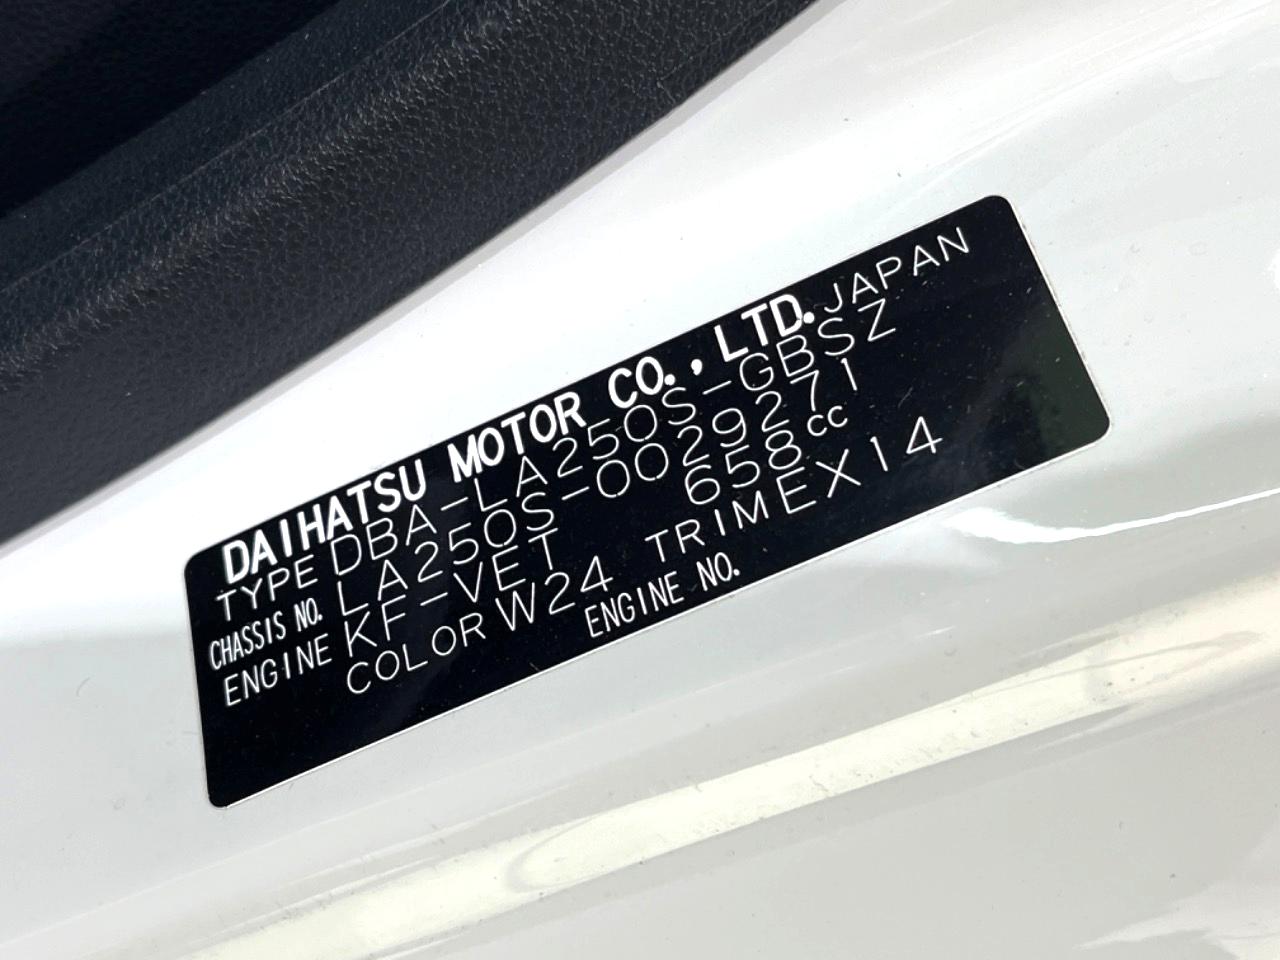 DAIHATSU MOTOR CO., LTD. JAPAN
TYPE DBA-LA250S-GBSZ
CHASSIS NO. LA250S-0029271
ENGINE KF-VET 658cc
COLOR W24 TRIM EX14
ENGINE NO.